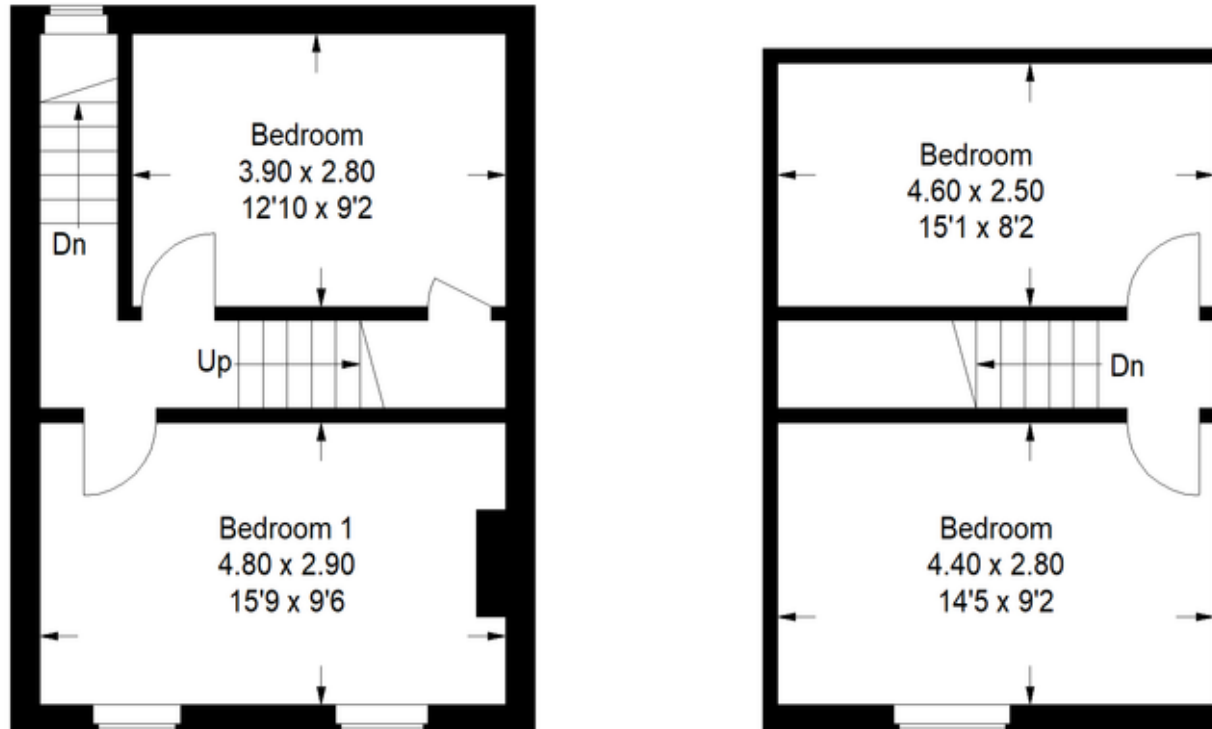 Bedroom
3.90 x 2.80
12'10 x 9'2
Dn
Up
Bedroom 1
4.80 x 2.90
15'9 x 9'6
Bedroom
4.60 x 2.50
15'1 x 8'2
Dn
Bedroom
4.40 x 2.80
14'5 x 9'2